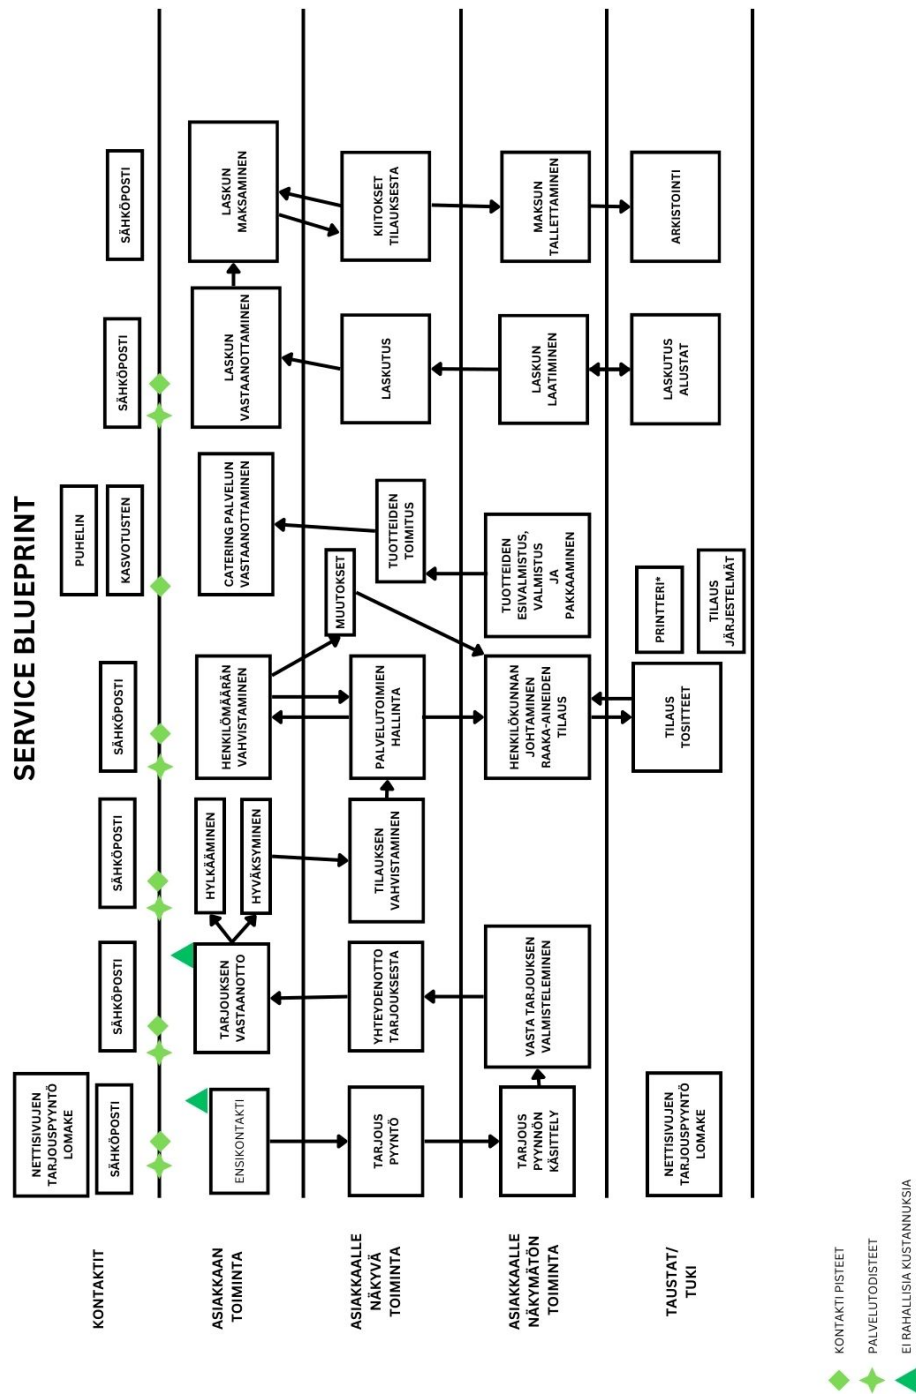 SERVICE BLUEPRINT
KONTAKTI
NETTISIVUJEN
TARJOUSPYYNTÖ
LOMAKE
SÄHKÖPOSTI
SÄHKÖPOSTI
SÄHKÖPOSTI
SÄHKÖPOSTI
PUHELIN
KASVOTUSTEN
SÄHKÖPOSTI
SÄHKÖPOSTI
ASIAKKAAN
TOIMINTA
ENSIKONTAKTI
TARJOUKSEN
VASTAANOTTO
HYLKÄÄMINEN
HYVÄKSYMINEN
HENKILÖMÄÄRÄN
VAHVISTAMINEN
CATERING PALVELUN
VASTAANOTTAMINEN
LASKUN
VASTAANOTTAMINEN
LASKUN
MAKSAMINEN
ASIAKKAALLE
NÄKYVÄ
TOIMINTA
TARJOUS
PYYNTÖ
YHTEYDENOTTO
TARJOUKSESTA
TILAUKSEN
VAHVISTAMINEN
PALVELUTOIMIEN
HALLINTA
MUUTOKSET
TUOTTEIDEN
TOIMITUS
LASKUTUS
KIITOKSET
TILAUKSESTA
ASIAKKAALLE
NÄKYMÄTÖN
TOIMINTA
TARJOUS
PYYNNÖN
KÄSITTELY
VASTA TARJOUKSEN
VALMISTELEMINEN
HENKILÖKUNNAN
JOHTAMINEN
RAAKA-AINEIDEN
TILAUS
TUOTTEIDEN
ESIVALMISTUS,
VALMISTUS
JA
PAKKAAMINEN
LASKUN
LAATIMINEN
MAKSUN
TALLETTAMINEN
TAUSTAT/
TUKI
NETTISIVUJEN
TARJOUSPYYNTÖ
LOMAKE
TILAUS
TOSITTEET
PRINTTERI*
TILAUS
JÄRJESTELMÄT
LASKUTUS
ALUSTAT
ARKISTOINTI
KONTAKTI PISTEET
PALVELUTODISTEET
EI RAHALLISIA KUSTANNUKSIA